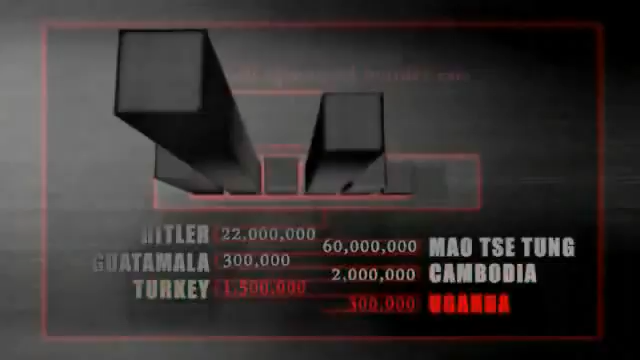 HITLER 22,000,000
60,000,000 MAO TSE TUNG
GUATAMALA 300,000
2,000,000 CAMBODIA
TURKEY 1,500,000
300,000 UGANDA